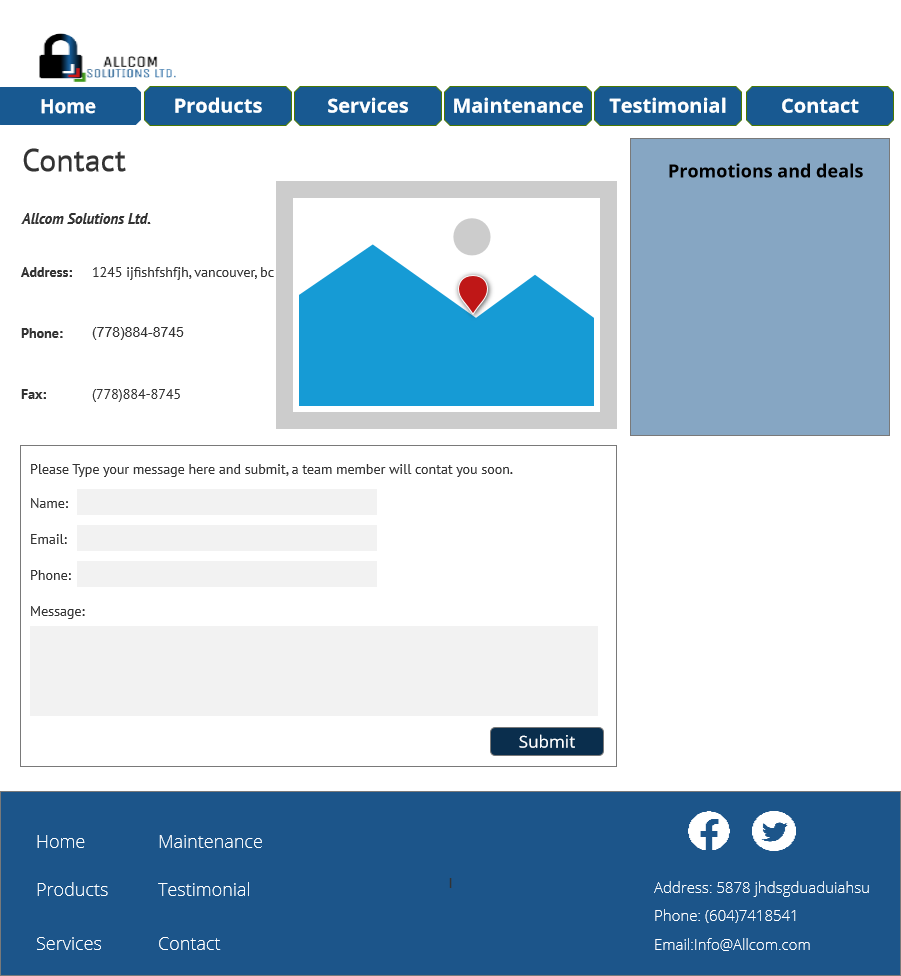 ALLCOM
SOLUTIONS LTD.
Home Products Services Maintenance Testimonial Contact
Contact
Promotions and deals
Allcom Solutions Ltd.
Address: 1245 ijfishfshfjh, vancouver, bc
Phone: (778)884-8745
Fax: (778)884-8745
Please Type your message here and submit, a team member will contat you soon.
Name:
Email:
Phone:
Message:
Submit
Home Maintenance
Products Testimonial
Services Contact
Address: 5878 jhdsgduaduiahsu
Phone: (604)7418541
Email:Info@Allcom.com